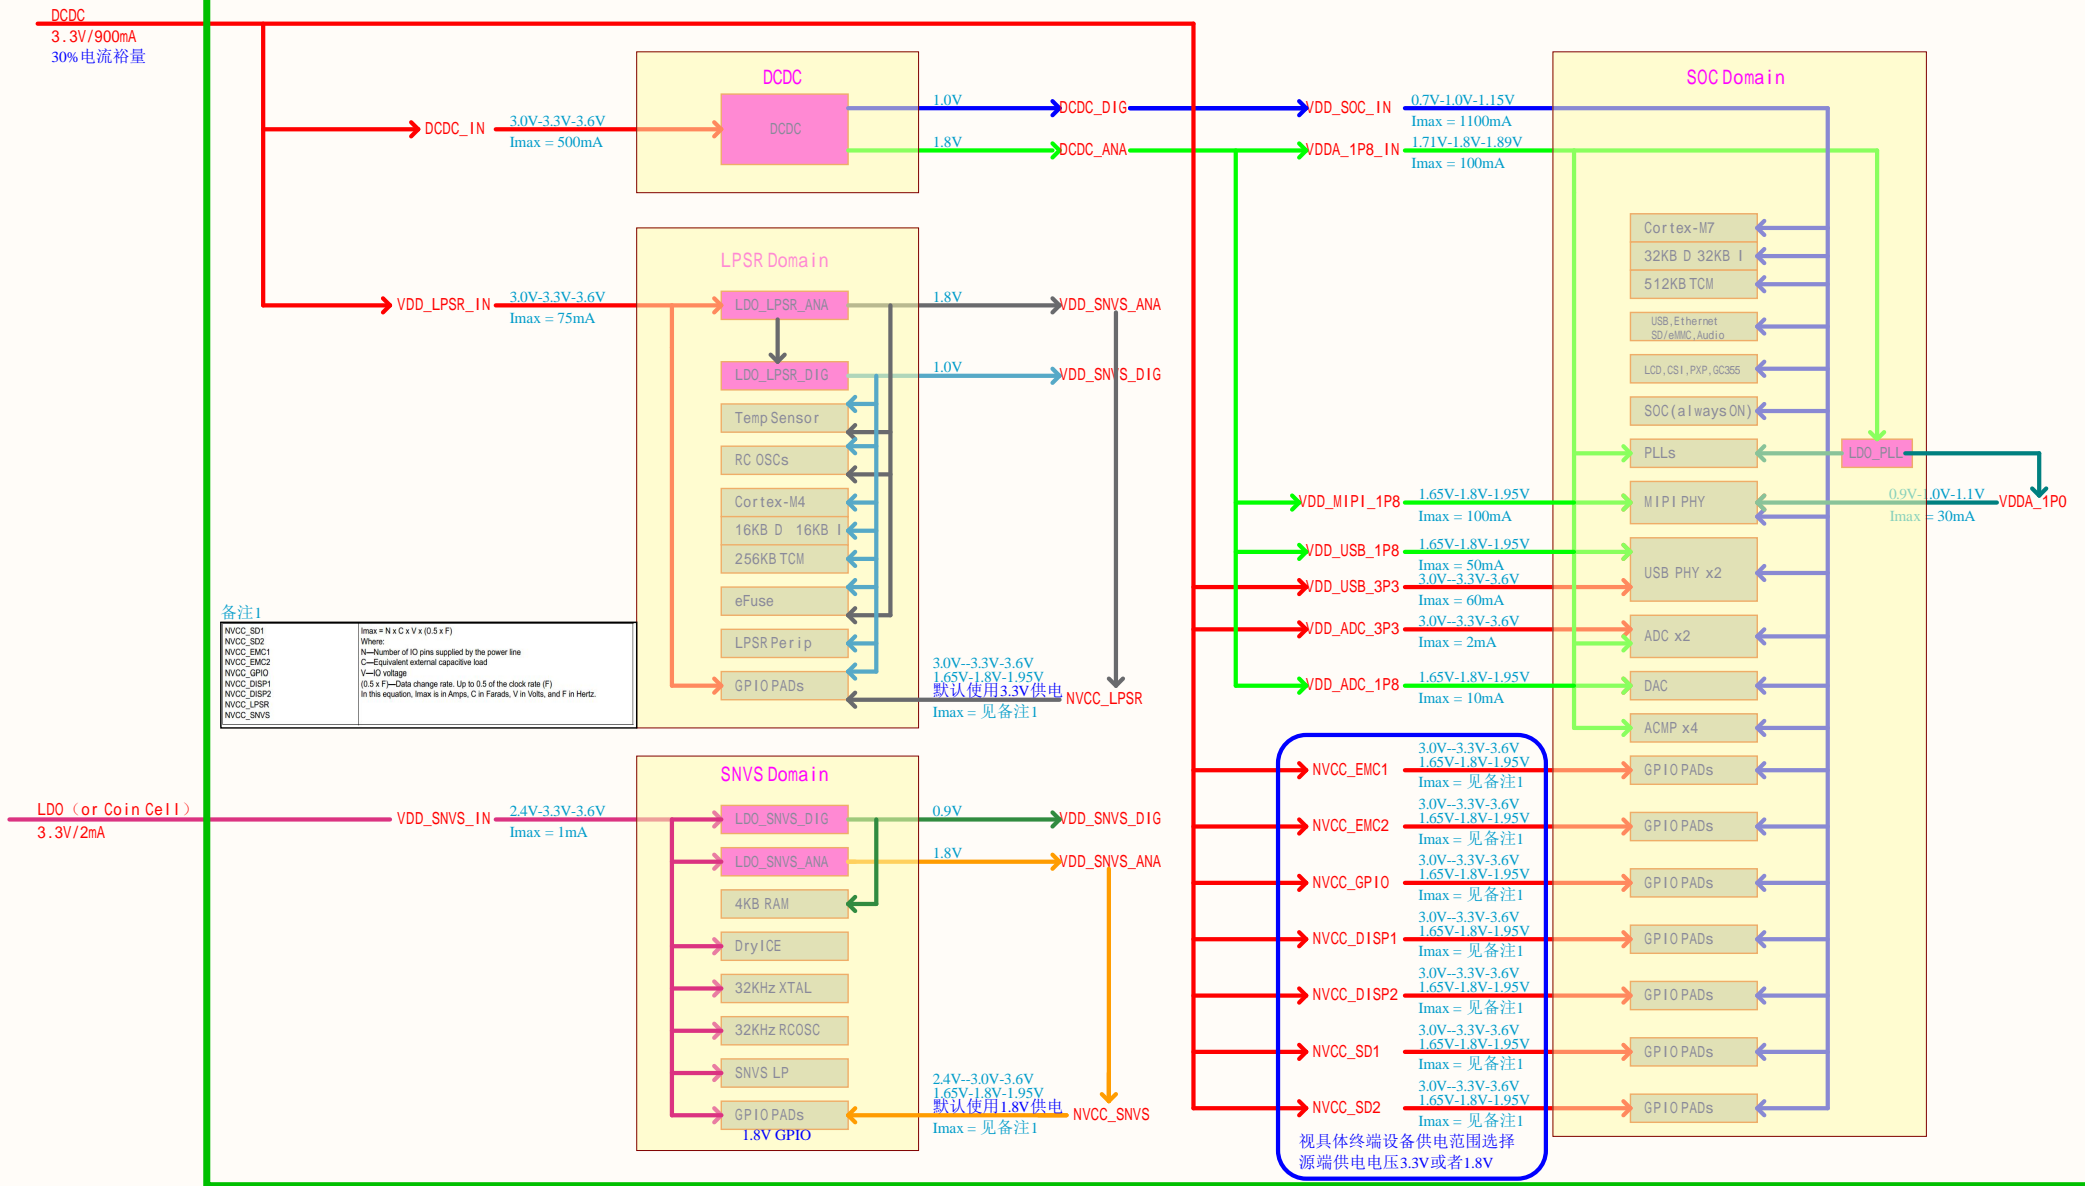 DCDC
3.3V/900mA
30%电流裕量
DCDC_IN
3.0V-3.3V-3.6V
Imax = 500mA
DCDC
DCDC
1.0V
1.8V
DCDC_DIG
DCDC_ANA
VDD_LPSR_IN
3.0V-3.3V-3.6V
Imax = 75mA
LPSR Domain
LDO_LPSR_ANA
LDO_LPSR_DIG
Temp Sensor
RC OSCs
Cortex-M4
16KB D 16KB I
256KB TCM
eFuse
LPSR Perip
GPIO PADs
1.8V
VDD_SNVS_ANA
1.0V
VDD_SNVS_DIG
3.0V--3.3V-3.6V
1.65V-1.8V-1.95V
默认使用3.3V供电
Imax = 见备注1
NVCC_LPSR
备注1
NVCC_SD1
NVCC_SD2
NVCC_EMC1
NVCC_EMC2
NVCC_GPIO
NVCC_DISP1
NVCC_DISP2
NVCC_LPSR
NVCC_SNVS
Imax = N x C x V x (0.5 x F)
Where:
N—Number of IO pins supplied by the power line
C—Equivalent external capacitive load
V—IO voltage
(0.5 x F)—Data change rate. Up to 0.5 of the clock rate (F)
In this equation, Imax is in Amps, C in Farads, V in Volts, and F in Hertz.
LDO（or Coin Cell）
3.3V/2mA
VDD_SNVS_IN
2.4V-3.3V-3.6V
Imax = 1mA
SNVS Domain
LDO_SNVS_DIG
LDO_SNVS_ANA
4KB RAM
DryICE
32KHz XTAL
32KHz RCOSC
SNVS LP
GPIO PADs
1.8V GPIO
0.9V
VDD_SNVS_DIG
1.8V
VDD_SNVS_ANA
2.4V--3.0V-3.6V
1.65V-1.8V-1.95V
默认使用1.8V供电
Imax = 见备注1
NVCC_SNVS
VDD_SOC_IN
0.7V-1.0V-1.15V
Imax = 1100mA
VDDA_1P8_IN
1.71V-1.8V-1.89V
Imax = 100mA
VDD_MIPI_1P8
1.65V-1.8V-1.95V
Imax = 100mA
VDD_USB_1P8
1.65V-1.8V-1.95V
Imax = 50mA
VDD_USB_3P3
3.0V--3.3V-3.6V
Imax = 60mA
VDD_ADC_3P3
3.0V--3.3V-3.6V
Imax = 2mA
VDD_ADC_1P8
1.65V-1.8V-1.95V
Imax = 10mA
NVCC_EMC1
3.0V--3.3V-3.6V
1.65V-1.8V-1.95V
Imax = 见备注1
NVCC_EMC2
3.0V--3.3V-3.6V
1.65V-1.8V-1.95V
Imax = 见备注1
NVCC_GPIO
3.0V--3.3V-3.6V
1.65V-1.8V-1.95V
Imax = 见备注1
NVCC_DISP1
3.0V--3.3V-3.6V
1.65V-1.8V-1.95V
Imax = 见备注1
NVCC_DISP2
3.0V--3.3V-3.6V
1.65V-1.8V-1.95V
Imax = 见备注1
NVCC_SD1
3.0V--3.3V-3.6V
1.65V-1.8V-1.95V
Imax = 见备注1
NVCC_SD2
3.0V--3.3V-3.6V
1.65V-1.8V-1.95V
Imax = 见备注1
视具体终端设备供电范围选择
源端供电电压3.3V或者1.8V
SOC Domain
Cortex-M7
32KB D 32KB I
512KB TCM
USB,Ethernet
SD/eMMC,Audio
LCD,CSI,PXP,GC355
SOC(always ON)
PLLs
MIPI PHY
USB PHY x2
ADC x2
DAC
ACMP x4
GPIO PADs
GPIO PADs
GPIO PADs
GPIO PADs
GPIO PADs
GPIO PADs
GPIO PADs
LDO_PLL
0.9V-1.0V-1.1V
Imax = 30mA
VDDA_1P0